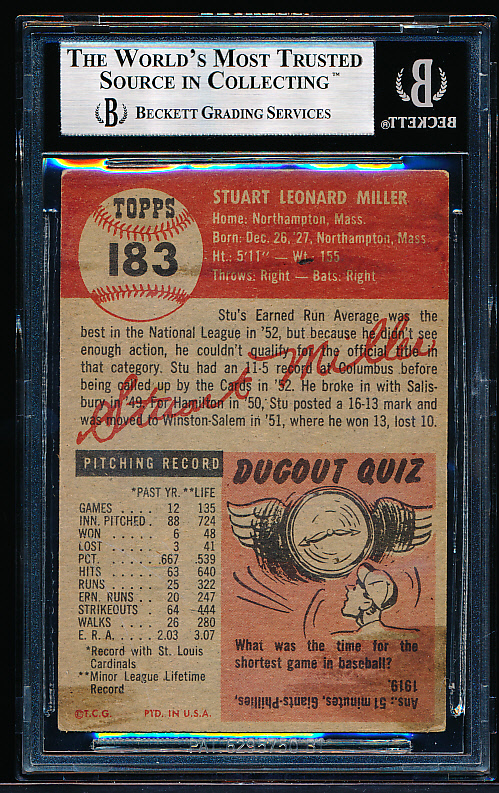 THE WORLD'S MOST TRUSTED
SOURCE IN COLLECTING™
B BECKETT GRADING SERVICES
B
BECKETT®
TOPPS
183
STUART LEONARD MILLER
Home: Northampton, Mass.
Born: Dec. 26, '27, Northampton, Mass
Ht.: 5'11" — Wt. 155
Throws: Right — Bats: Right
Stu's Earned Run Average was the
best in the National League in '52, but because he didn't see
enough action, he couldn't qualify for the official title in
that category. Stu had an 11-5 record at Columbus before
being called up by the Cards in '52. He broke in with Salis-
bury in '49. For Hamilton in '50, Stu posted a 16-13 mark and
was moved to Winston-Salem in '51, where he won 13, lost 10.
Stuart Miller
PITCHING RECORD
*PAST YR. **LIFE
GAMES . . . . 12 135
INN. PITCHED . 88 724
WON . . . . . 6 48
LOST . . . . . 3 41
PCT. . . . . . .667 .539
HITS . . . . . 63 640
RUNS . . . . 25 322
ERN. RUNS . . 20 247
STRIKEOUTS . 64 444
WALKS . . . . 26 280
E. R. A. . . . . 2.03 3.07
*Record with St. Louis
Cardinals
**Minor League Lifetime
Record
©T.C.G. PTD. IN U.S.A.
DUGOUT QUIZ
What was the time for the
shortest game in baseball?
Ans.: 51 minutes, Giants-Phillies,
1919.